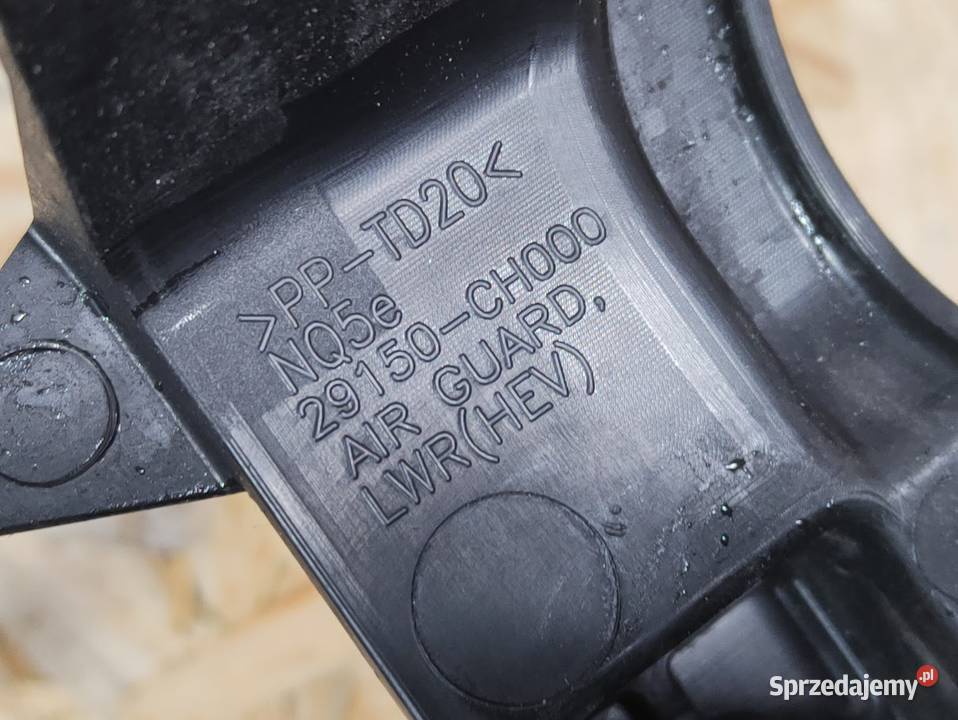 >PP-TD20<
NQ5e
29150-CH000
AIR GUARD,
LWR(HEV)
Sprzedajemy.pl